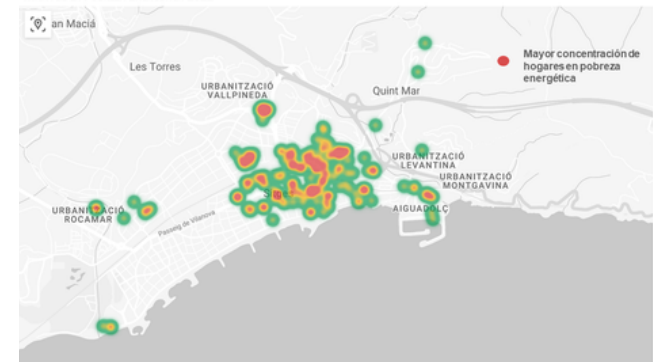 an Macià
Les Torres
URBANITZACIÓ
VALLPINEDA
Quint Mar
Mayor concentración de
hogares en pobreza
energética
URBANITZACIÓ
LEVANTINA
URBANITZACIÓ
MONTGAVINA
AIGUADOLÇ
URBANITZACIÓ
ROCAMAR
Passeig de Vilanova